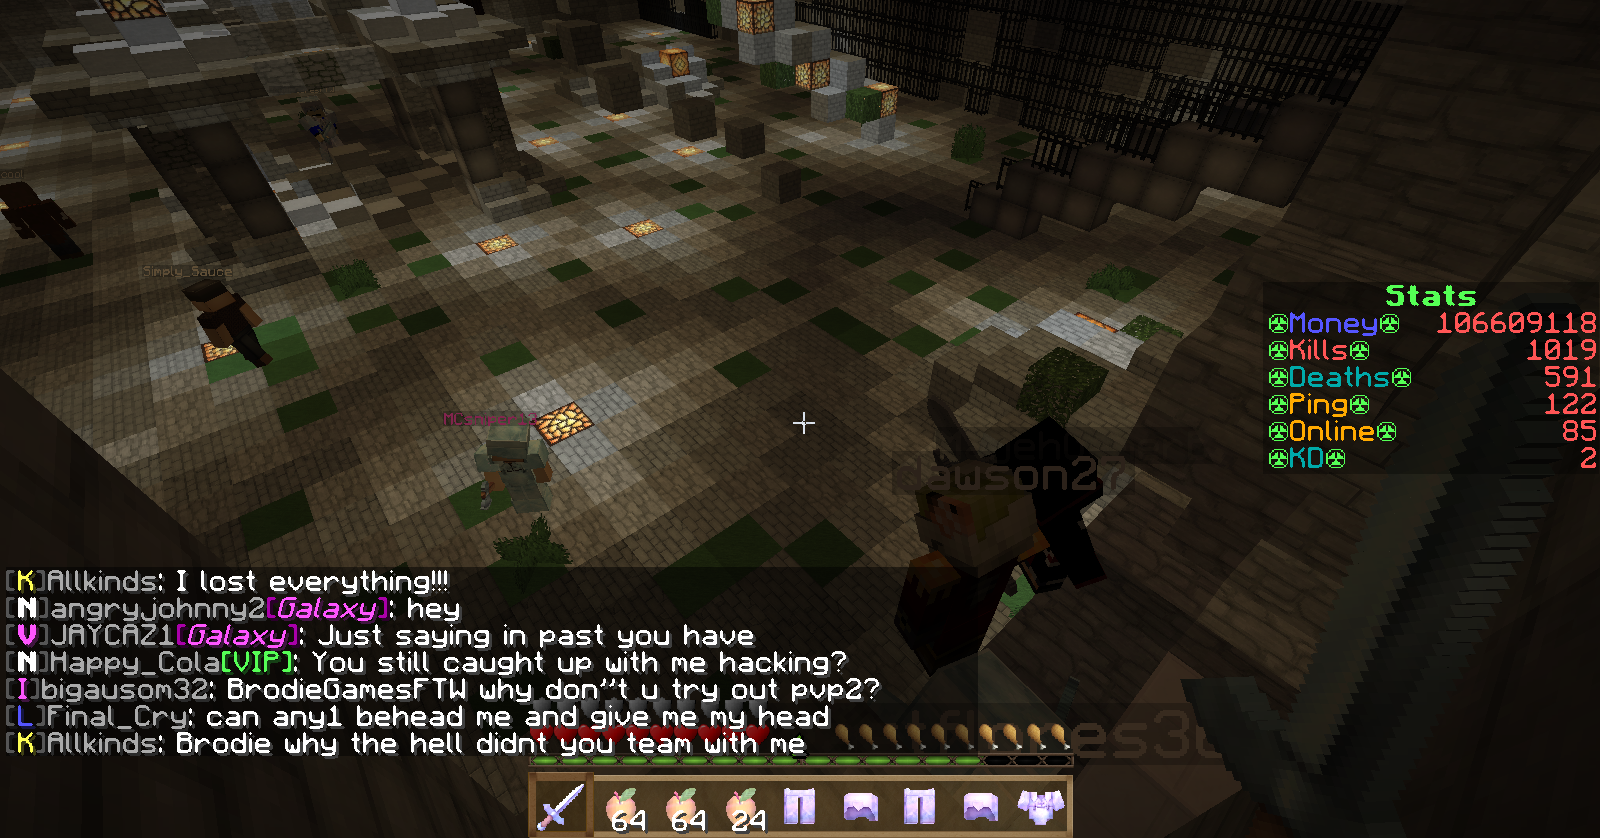 Simply_Sauce
Stats
Money 106609118
Kills 1019
Deaths 591
Ping 122
Online 85
KD 2
Jawson27
[K]Allkinds: I lost everything!!!
[N]angryjohnny2[Galaxy]: hey
[V]JAYCAZ1[Galaxy]: Just saying in past you have
[N]Happy_Cola[VIP]: You still caught up with me hacking?
[I]bigausom32: BrodieGamesFTW why don"t u try out pvp2?
[L]Final_Cry: can any1 behead me and give me my head
[K]Allkinds: Brodie why the hell didnt you team with me
64 64 24